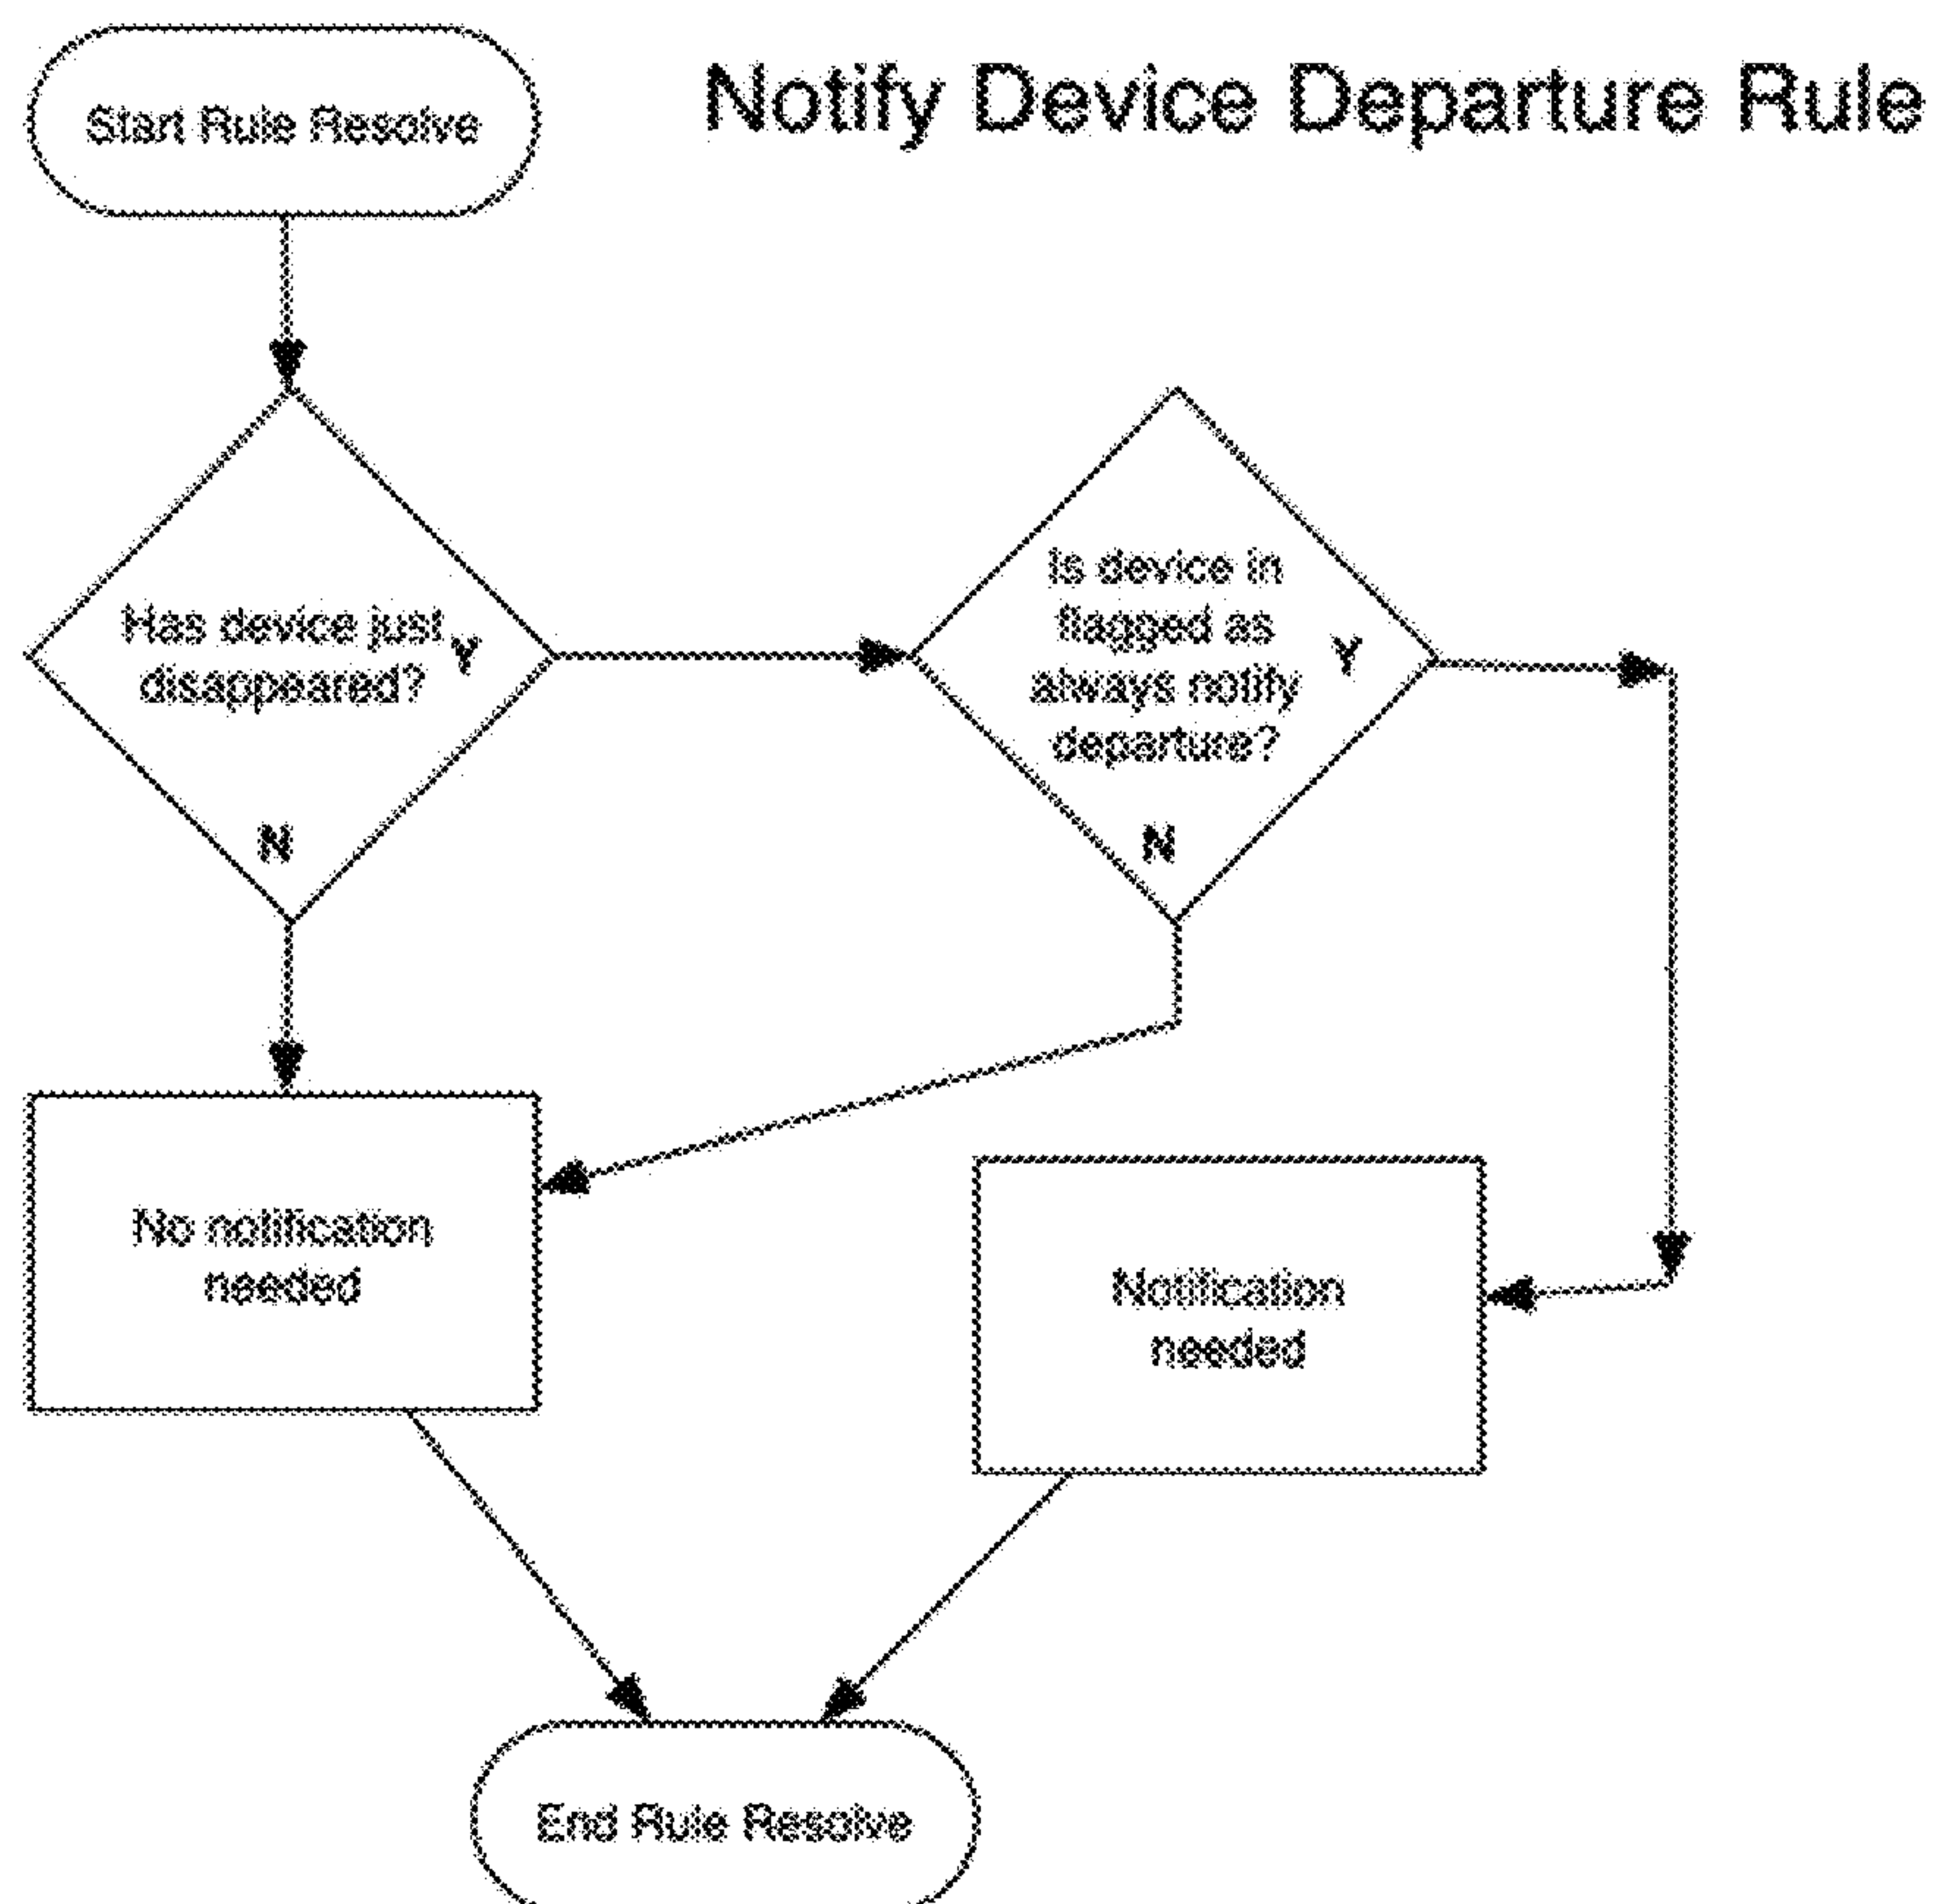 Start Rule Resolve
Notify Device Departure Rule
Has device just
disappeared?
Y
N
Is device in
flagged as
always notify
departure?
Y
N
No notification
needed
Notification
needed
End Rule Resolve